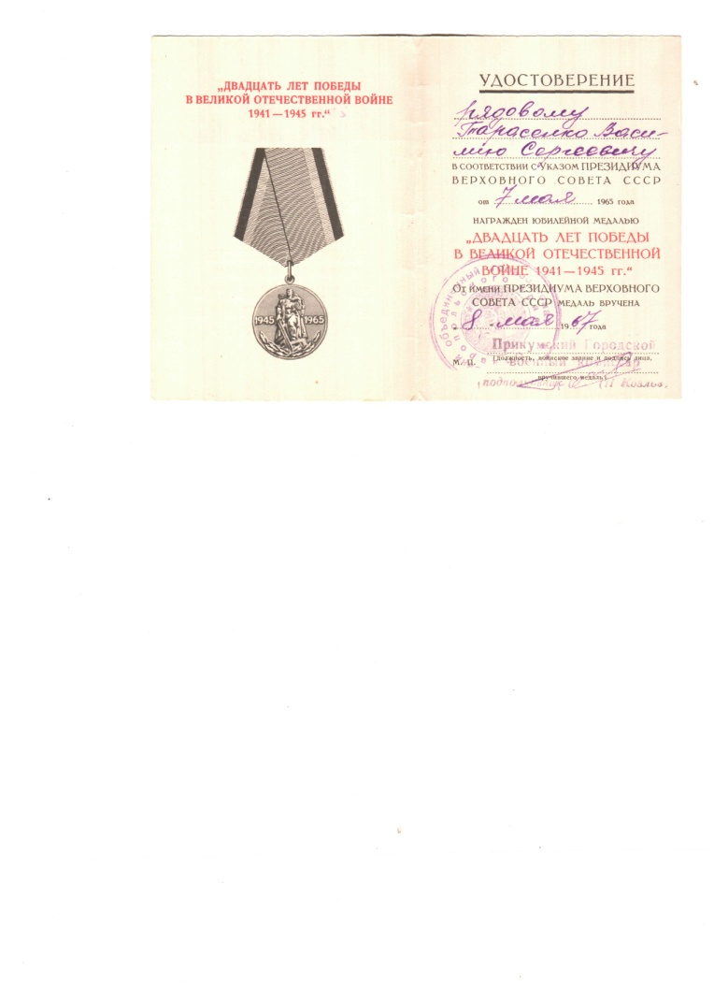 „ДВАДЦАТЬ ЛЕТ ПОБЕДЫ
В ВЕЛИКОЙ ОТЕЧЕСТВЕННОЙ ВОЙНЕ
1941—1945 гг.“
1945 1965
УДОСТОВЕРЕНИЕ
рядовому
Тарасенко Васи-
лию Сергеевичу
В СООТВЕТСТВИИ С УКАЗОМ ПРЕЗИДИУМА
ВЕРХОВНОГО СОВЕТА СССР
от 7 мая 1965 года
НАГРАЖДЕН ЮБИЛЕЙНОЙ МЕДАЛЬЮ
„ДВАДЦАТЬ ЛЕТ ПОБЕДЫ
В ВЕЛИКОЙ ОТЕЧЕСТВЕННОЙ
ВОЙНЕ 1941—1945 гг.“
От имени ПРЕЗИДИУМА ВЕРХОВНОГО
СОВЕТА СССР МЕДАЛЬ ВРУЧЕНА
8 мая 1967 года
Прикумский Городской
М. П. (должность, воинское звание и подпись лица,
военный комиссар
вручившего медаль)
подполковник Козлов.
объединенный